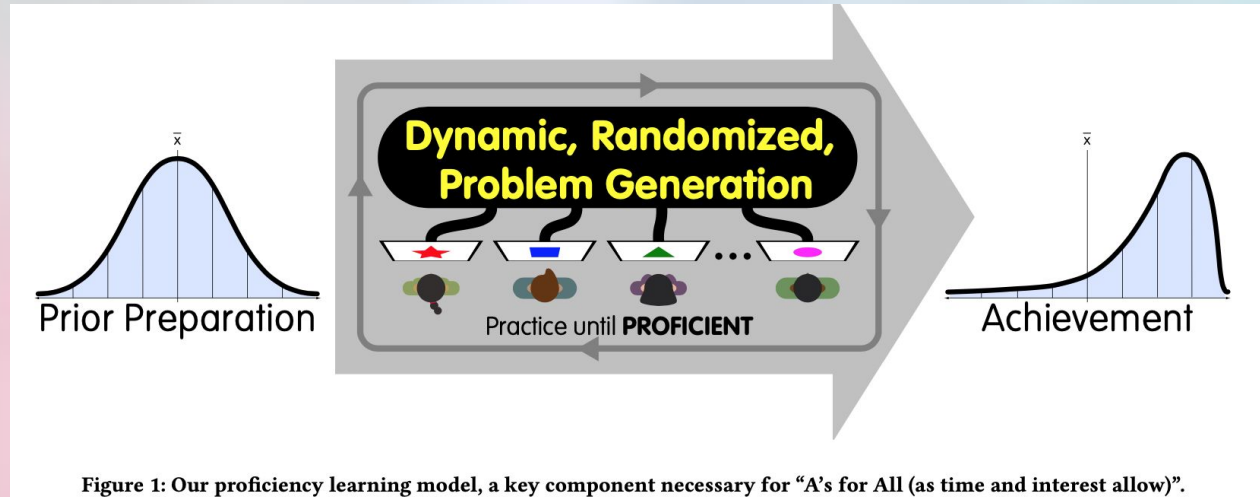 x̄
Prior Preparation
Dynamic, Randomized,
Problem Generation
...
Practice until PROFICIENT
x̄
Achievement
Figure 1: Our proficiency learning model, a key component necessary for “A’s for All (as time and interest allow)”.